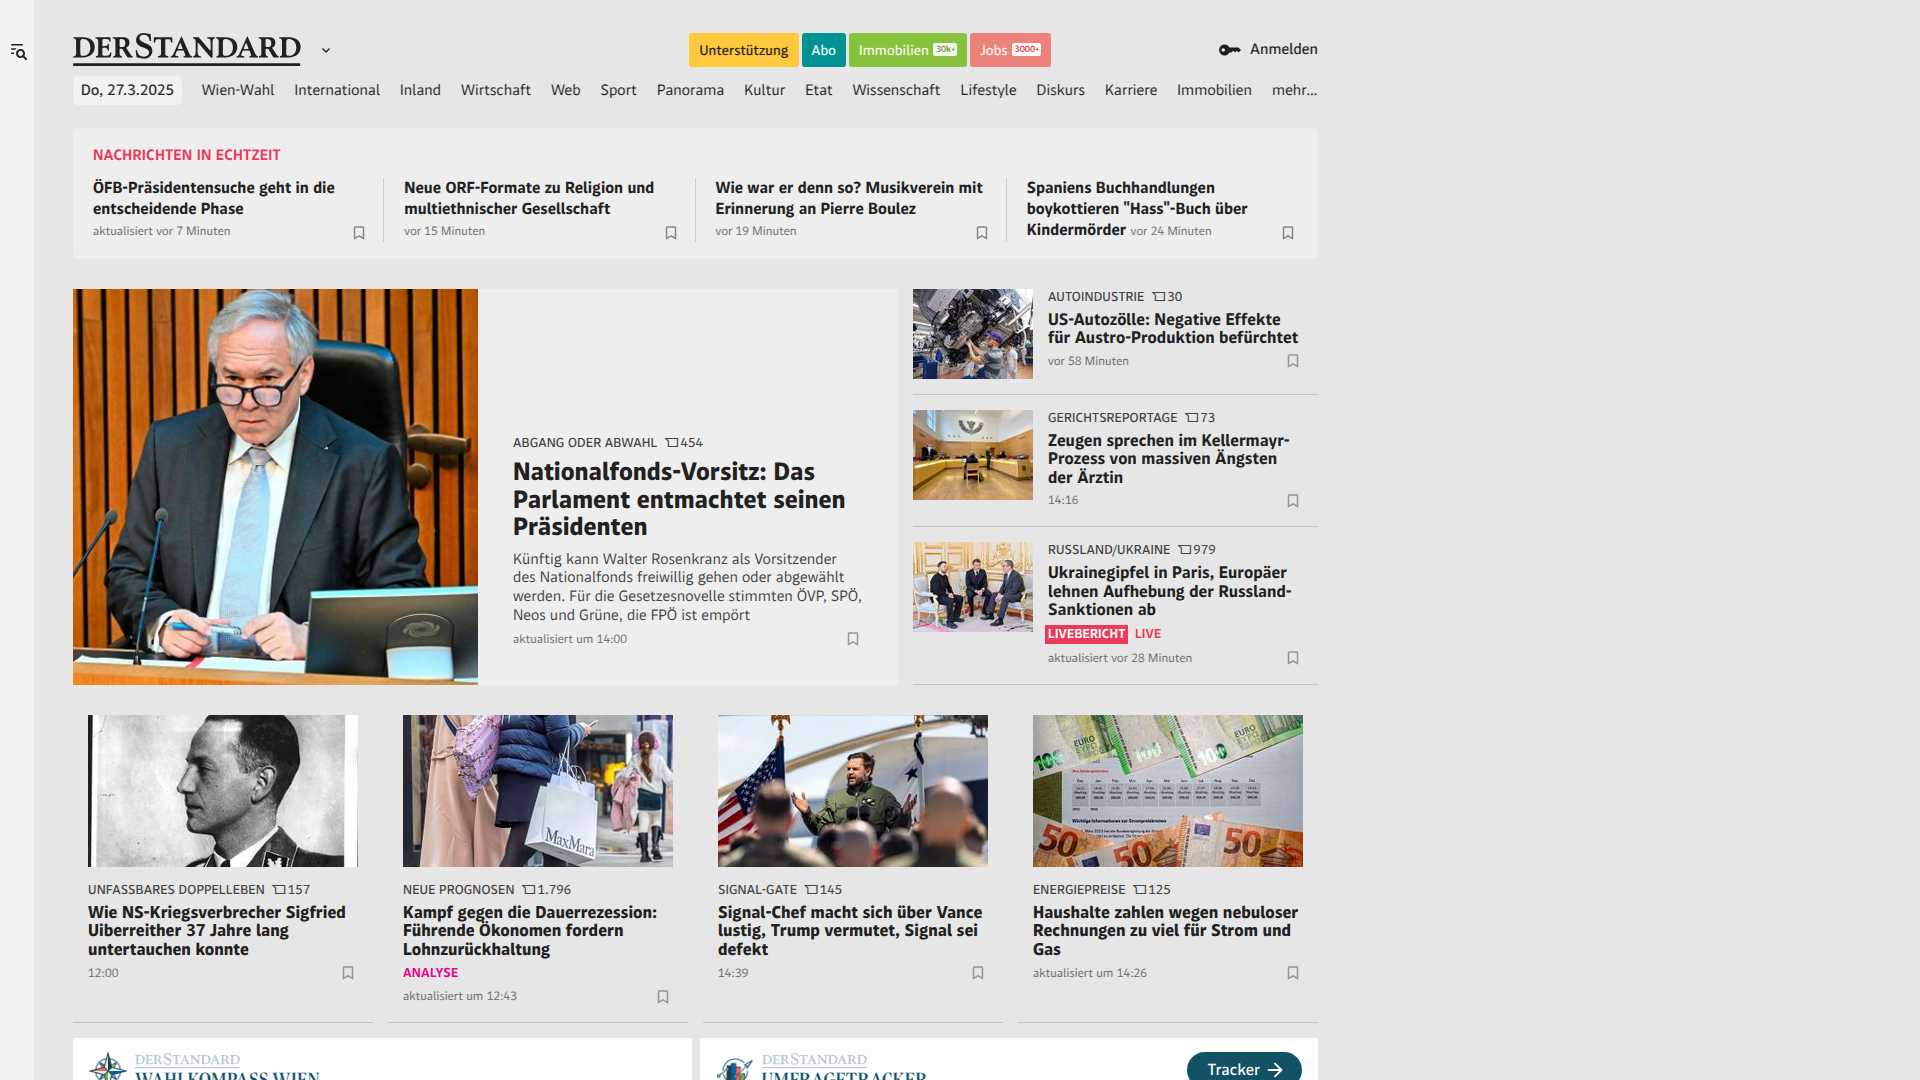 DERSTANDARD
Unterstützung
Abo
Immobilien 30k+
Jobs 3000+
Anmelden
Do, 27.3.2025
Wien-Wahl
International
Inland
Wirtschaft
Web
Sport
Panorama
Kultur
Etat
Wissenschaft
Lifestyle
Diskurs
Karriere
Immobilien
mehr...
NACHRICHTEN IN ECHTZEIT
ÖFB-Präsidentensuche geht in die
entscheidende Phase
aktualisiert vor 7 Minuten
Neue ORF-Formate zu Religion und
multiethnischer Gesellschaft
vor 15 Minuten
Wie war er denn so? Musikverein mit
Erinnerung an Pierre Boulez
vor 19 Minuten
Spaniens Buchhandlungen
boykottieren "Hass"-Buch über
Kindermörder vor 24 Minuten
ABGANG ODER ABWAHL 454
Nationalfonds-Vorsitz: Das
Parlament entmachtet seinen
Präsidenten
Künftig kann Walter Rosenkranz als Vorsitzender
des Nationalfonds freiwillig gehen oder abgewählt
werden. Für die Gesetzesnovelle stimmten ÖVP, SPÖ,
Neos und Grüne, die FPÖ ist empört
aktualisiert um 14:00
AUTOINDUSTRIE 30
US-Autozölle: Negative Effekte
für Austro-Produktion befürchtet
vor 58 Minuten
GERICHTSREPORTAGE 73
Zeugen sprechen im Kellermayr-
Prozess von massiven Ängsten
der Ärztin
14:16
RUSSLAND/UKRAINE 979
Ukrainegipfel in Paris, Europäer
lehnen Aufhebung der Russland-
Sanktionen ab
LIVEBERICHT LIVE
aktualisiert vor 28 Minuten
UNFASSBARES DOPPELLEBEN 157
Wie NS-Kriegsverbrecher Sigfried
Uiberreither 37 Jahre lang
untertauchen konnte
12:00
MaxMara
NEUE PROGNOSEN 1.796
Kampf gegen die Dauerrezession:
Führende Ökonomen fordern
Lohnzurückhaltung
ANALYSE
aktualisiert um 12:43
SIGNAL-GATE 145
Signal-Chef macht sich über Vance
lustig, Trump vermutet, Signal sei
defekt
14:39
100 EURO 100 100 EURO
50 50 50
ENERGIEPREISE 125
Haushalte zahlen wegen nebuloser
Rechnungen zu viel für Strom und
Gas
aktualisiert um 14:26
DERSTANDARD
WAHLKOMPASS WIEN
DERSTANDARD
UMFRAGETRACKER
Tracker